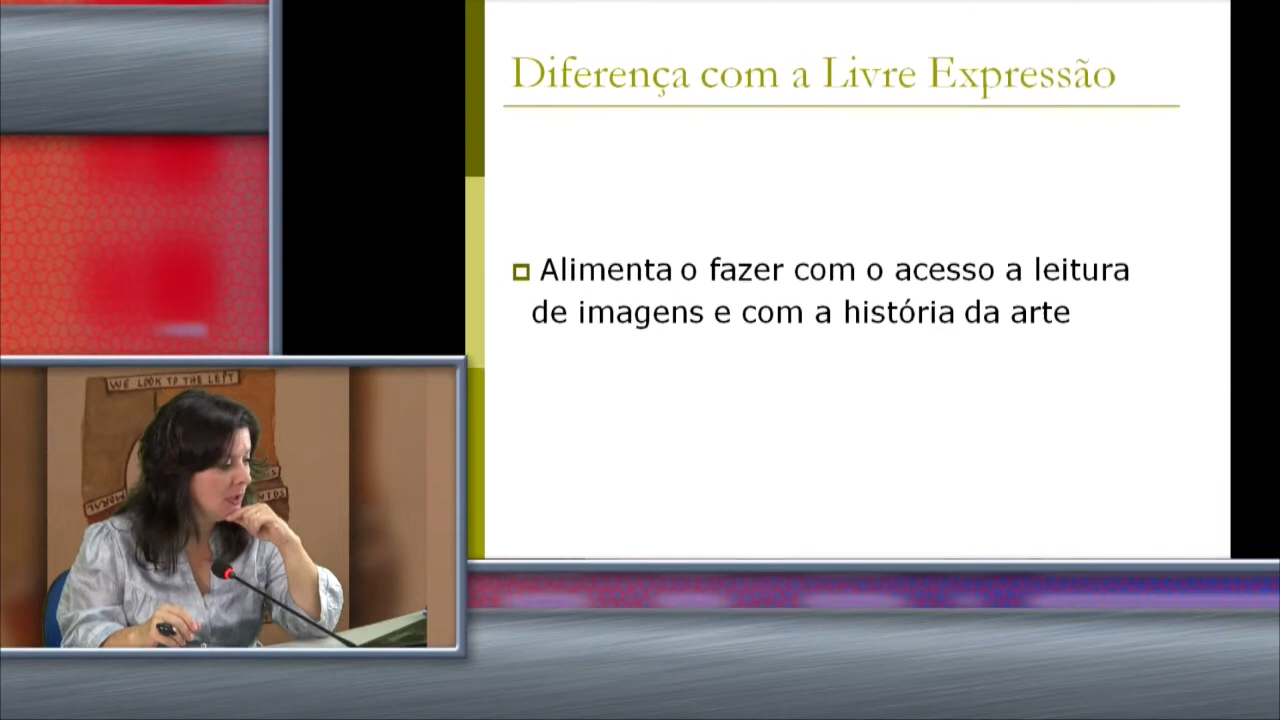 Diferença com a Livre Expressão
Alimenta o fazer com o acesso a leitura
de imagens e com a história da arte
WE LOOK TO THE LEFT